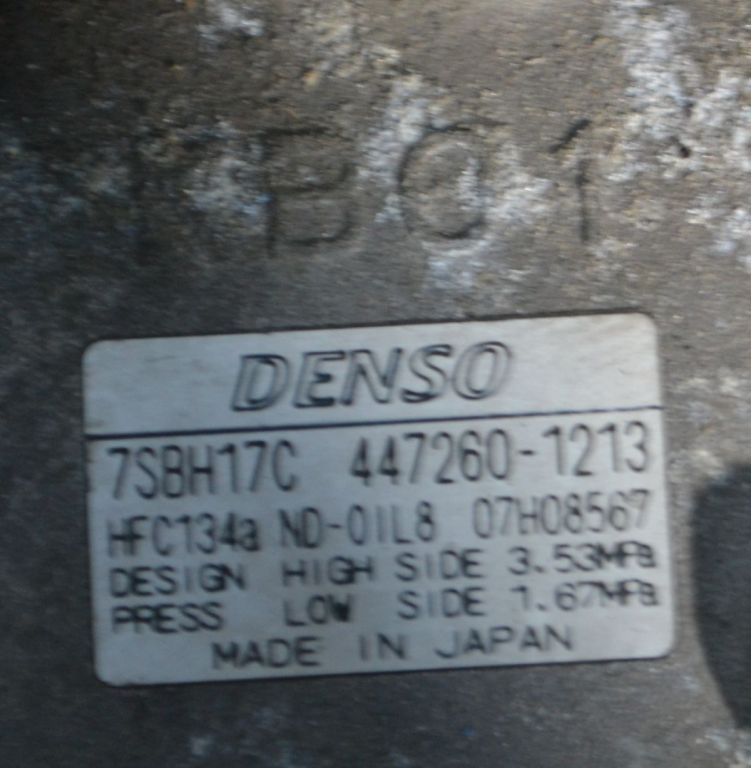 KB01
DENSO
7SBH17C 447260-1213
HFC134a ND-OIL8 07H08567
DESIGN HIGH SIDE 3.53MPa
PRESS LOW SIDE 1.67MPa
MADE IN JAPAN